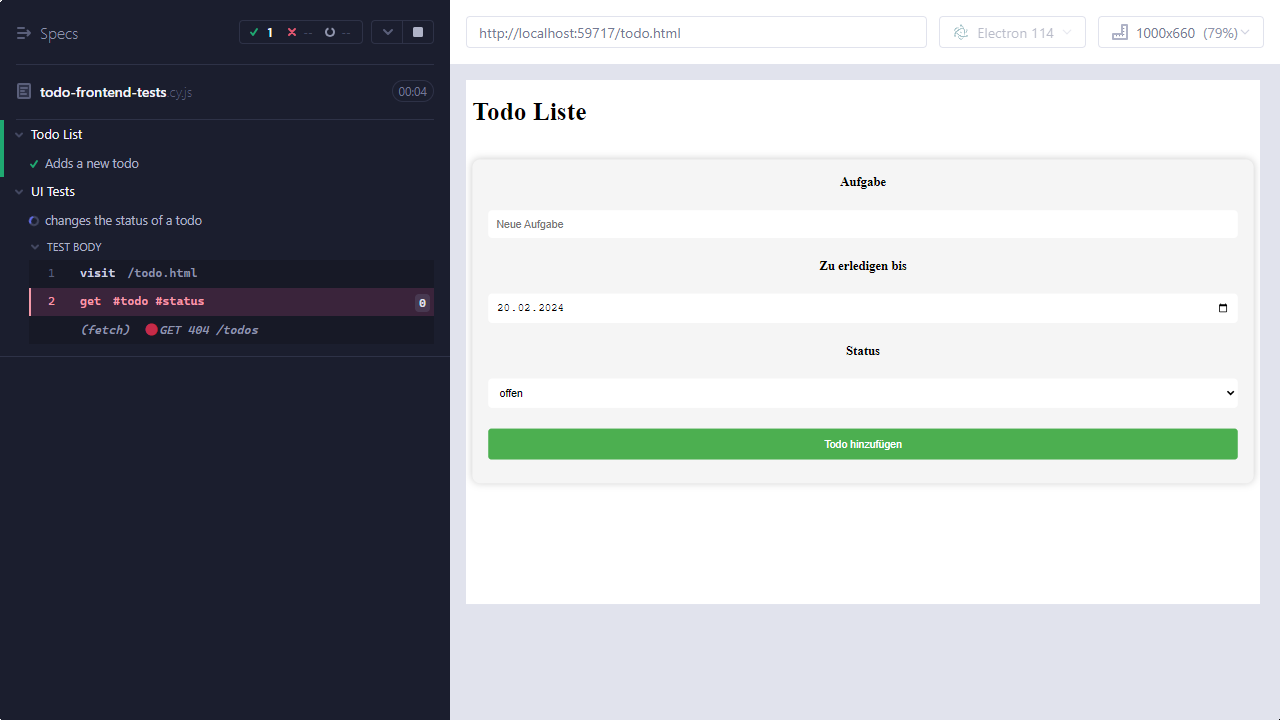 Specs
1
--
--
todo-frontend-tests.cy.js
00:04
Todo List
Adds a new todo
UI Tests
changes the status of a todo
TEST BODY
1 visit /todo.html
2 get #todo #status 0
(fetch) GET 404 /todos
http://localhost:59717/todo.html
Electron 114
1000x660 (79%)
Todo Liste
Aufgabe
Neue Aufgabe
Zu erledigen bis
20.02.2024
Status
offen
Todo hinzufügen